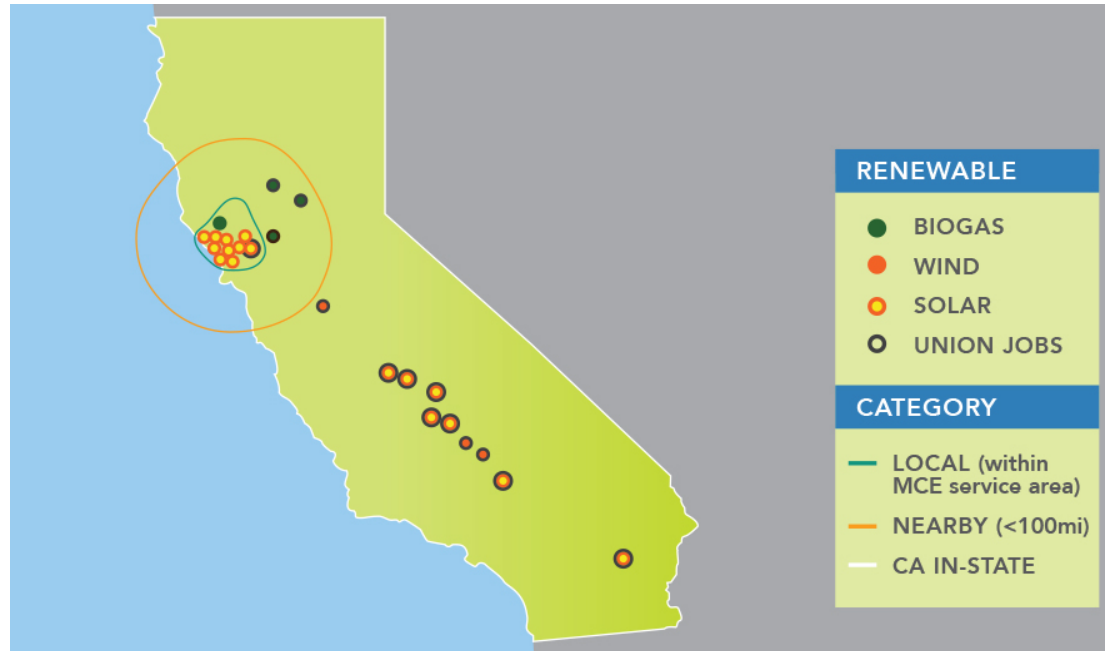 RENEWABLE
BIOGAS
WIND
SOLAR
UNION JOBS
CATEGORY
LOCAL (within
MCE service area)
NEARBY (<100mi)
CA IN-STATE